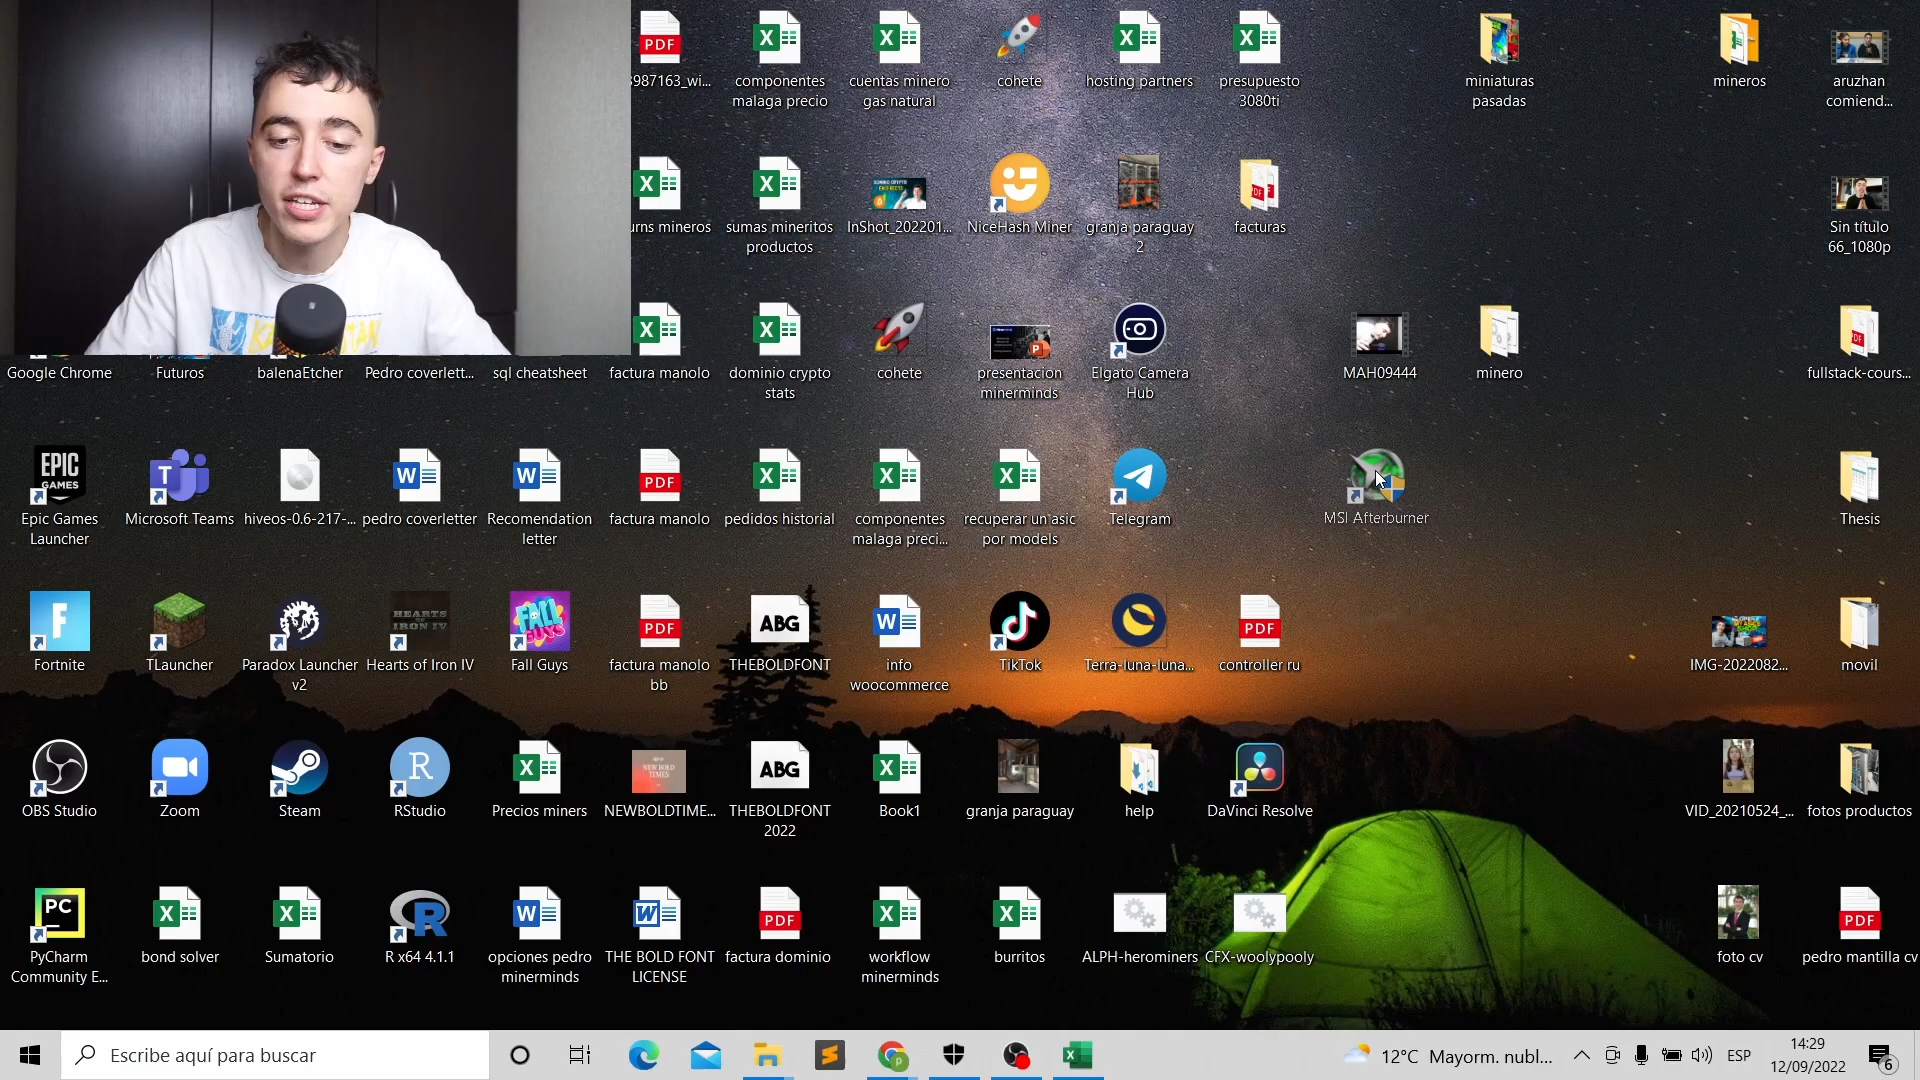 3987163_wi...
componentes
malaga precio
cuentas minero
gas natural
cohete
hosting partners
presupuesto
3080ti
miniaturas
pasadas
mineros
aruzhan
comiend...
urns mineros
sumas mineritos
productos
InShot_202201...
NiceHash Miner
granja paraguay
2
facturas
Sin título
66_1080p
Google Chrome
Futuros
balenaEtcher
Pedro coverlett...
sql cheatsheet
factura manolo
dominio crypto
stats
cohete
presentacion
minerminds
Elgato Camera
Hub
MAH09444
minero
fullstack-cours...
Epic Games
Launcher
Microsoft Teams
hiveos-0.6-217-...
pedro coverletter
Recomendation
letter
factura manolo
pedidos historial
componentes
malaga preci...
recuperar un asic
por models
Telegram
MSI Afterburner
Thesis
Fortnite
TLauncher
Paradox Launcher
v2
Hearts of Iron IV
Fall Guys
factura manolo
bb
THEBOLDFONT
info
woocommerce
TikTok
Terra-luna-luna...
controller ru
IMG-2022082...
movil
OBS Studio
Zoom
Steam
RStudio
Precios miners
NEWBOLDTIME...
THEBOLDFONT
2022
Book1
granja paraguay
help
DaVinci Resolve
VID_20210524_...
fotos productos
PyCharm
Community E...
bond solver
Sumatorio
R x64 4.1.1
opciones pedro
minerminds
THE BOLD FONT
LICENSE
factura dominio
workflow
minerminds
burritos
ALPH-herominers
CFX-woolypooly
foto cv
pedro mantilla cv
Escribe aquí para buscar
12°C Mayorm. nubl...
ESP
14:29
12/09/2022
6